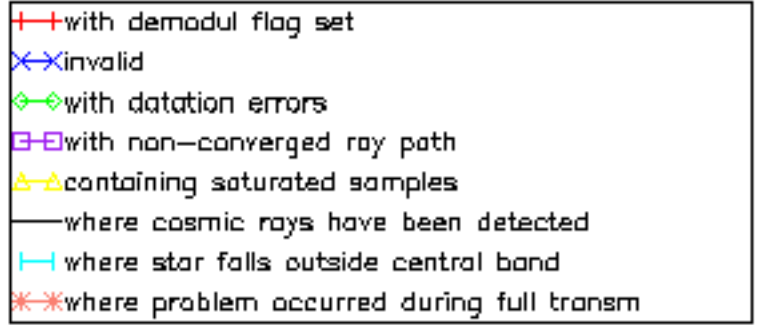 with demodul flag set
invalid
with datation errors
with non-converged ray path
containing saturated samples
where cosmic rays have been detected
where star falls outside central band
where problem occurred during full transm